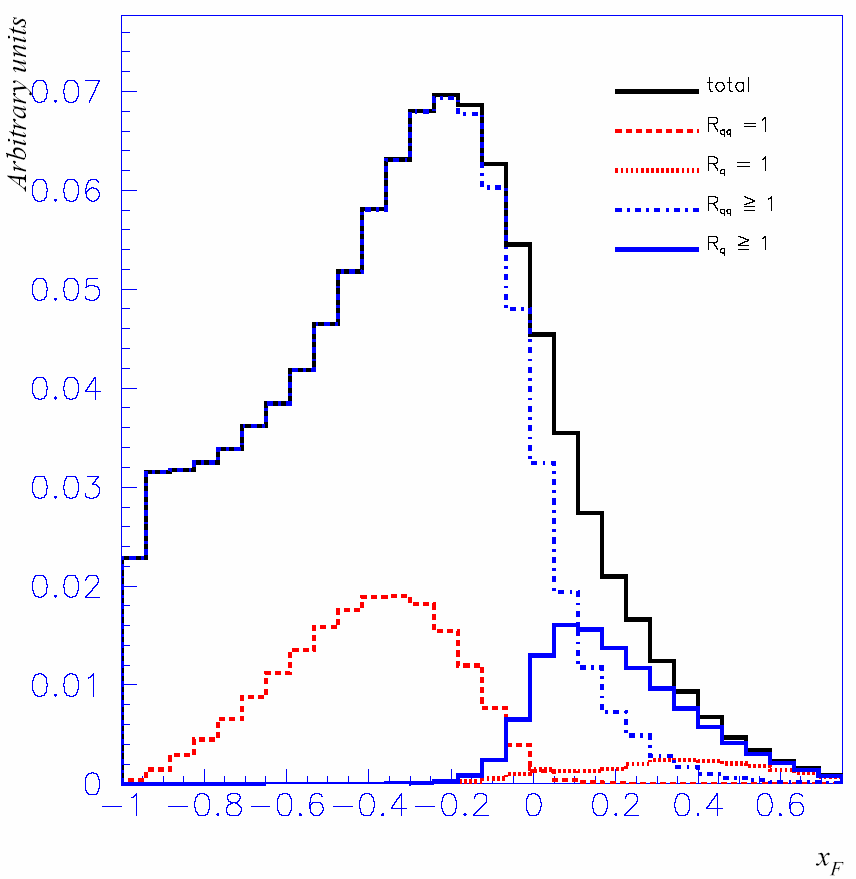 Arbitrary units
0.07
0.06
0.05
0.04
0.03
0.02
0.01
0
total
R_qq =1
R_q = 1
R_qq ≧ 1
R_q ≧ 1
−1 −0.8 −0.6 −0.4 −0.2 0 0.2 0.4 0.6
x_F